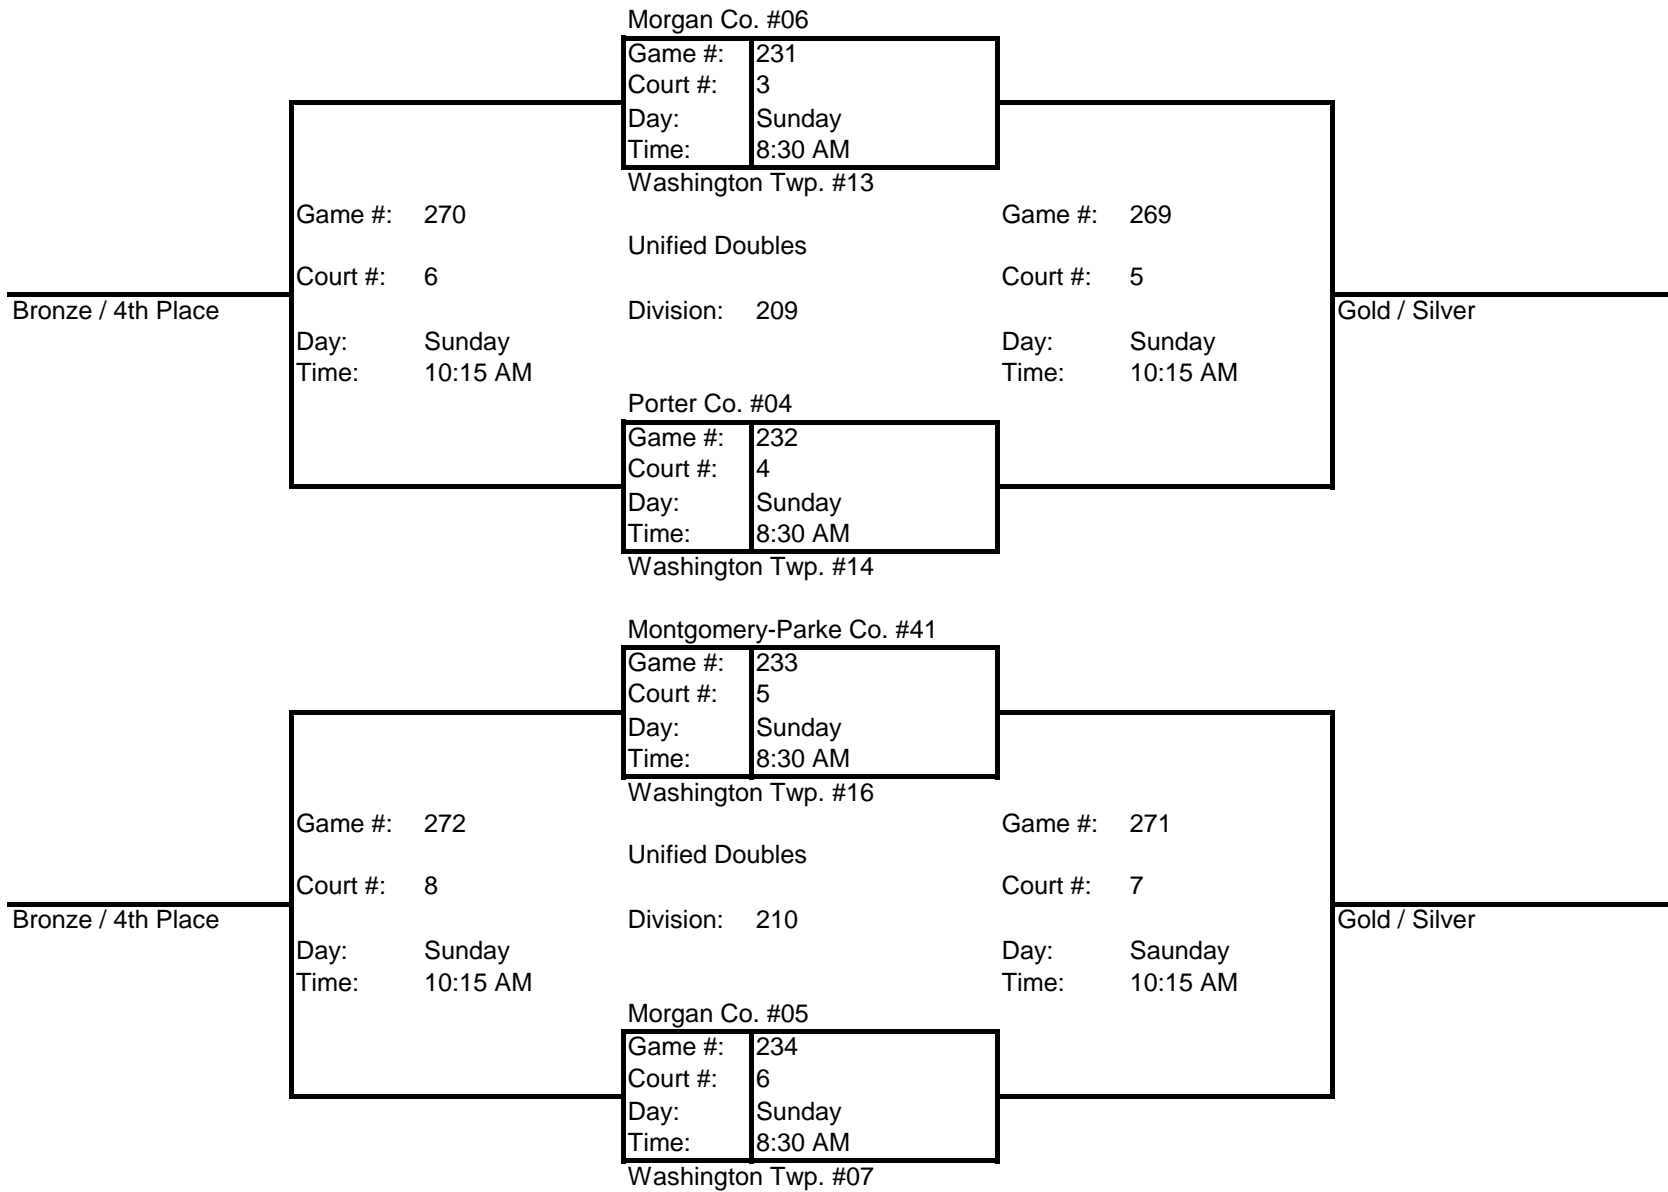 Morgan Co. #06
Game #: 231
Court #: 3
Day: Sunday
Time: 8:30 AM
Washington Twp. #13
Game #: 270 Game #: 269
Unified Doubles
Court #: 6 Court #: 5
Bronze / 4th Place Division: 209 Gold / Silver
Day: Sunday Day: Sunday
Time: 10:15 AM Time: 10:15 AM
Porter Co. #04
Game #: 232
Court #: 4
Day: Sunday
Time: 8:30 AM
Washington Twp. #14
Montgomery-Parke Co. #41
Game #: 233
Court #: 5
Day: Sunday
Time: 8:30 AM
Washington Twp. #16
Game #: 272 Game #: 271
Unified Doubles
Court #: 8 Court #: 7
Bronze / 4th Place Division: 210 Gold / Silver
Day: Sunday Day: Saunday
Time: 10:15 AM Time: 10:15 AM
Morgan Co. #05
Game #: 234
Court #: 6
Day: Sunday
Time: 8:30 AM
Washington Twp. #07